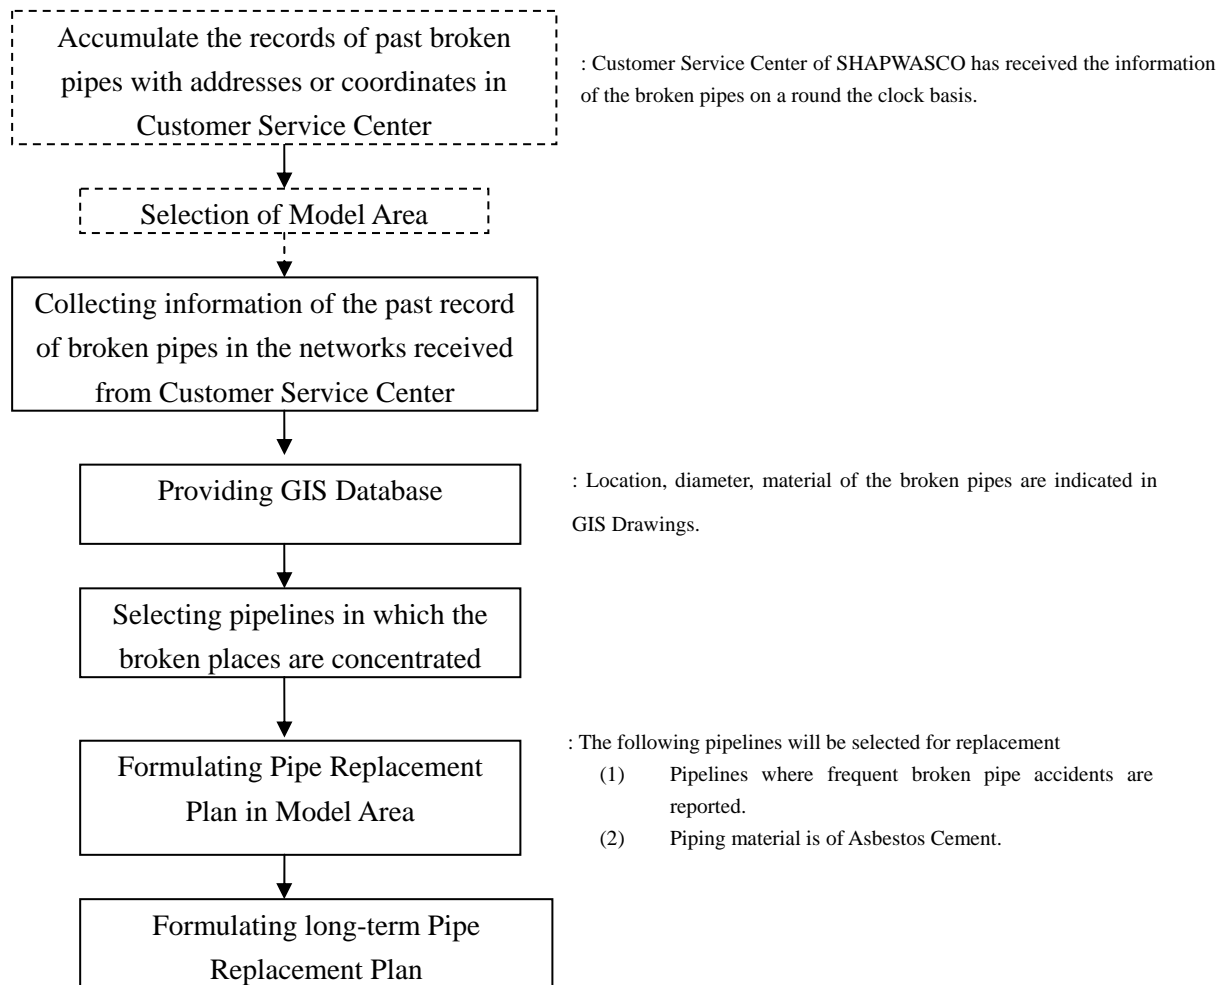 Accumulate the records of past broken
pipes with addresses or coordinates in
Customer Service Center
: Customer Service Center of SHAPWASCO has received the information
of the broken pipes on a round the clock basis.
Selection of Model Area
Collecting information of the past record
of broken pipes in the networks received
from Customer Service Center
Providing GIS Database
: Location, diameter, material of the broken pipes are indicated in
GIS Drawings.
Selecting pipelines in which the
broken places are concentrated
Formulating Pipe Replacement
Plan in Model Area
: The following pipelines will be selected for replacement
(1) Pipelines where frequent broken pipe accidents are
reported.
(2) Piping material is of Asbestos Cement.
Formulating long-term Pipe
Replacement Plan